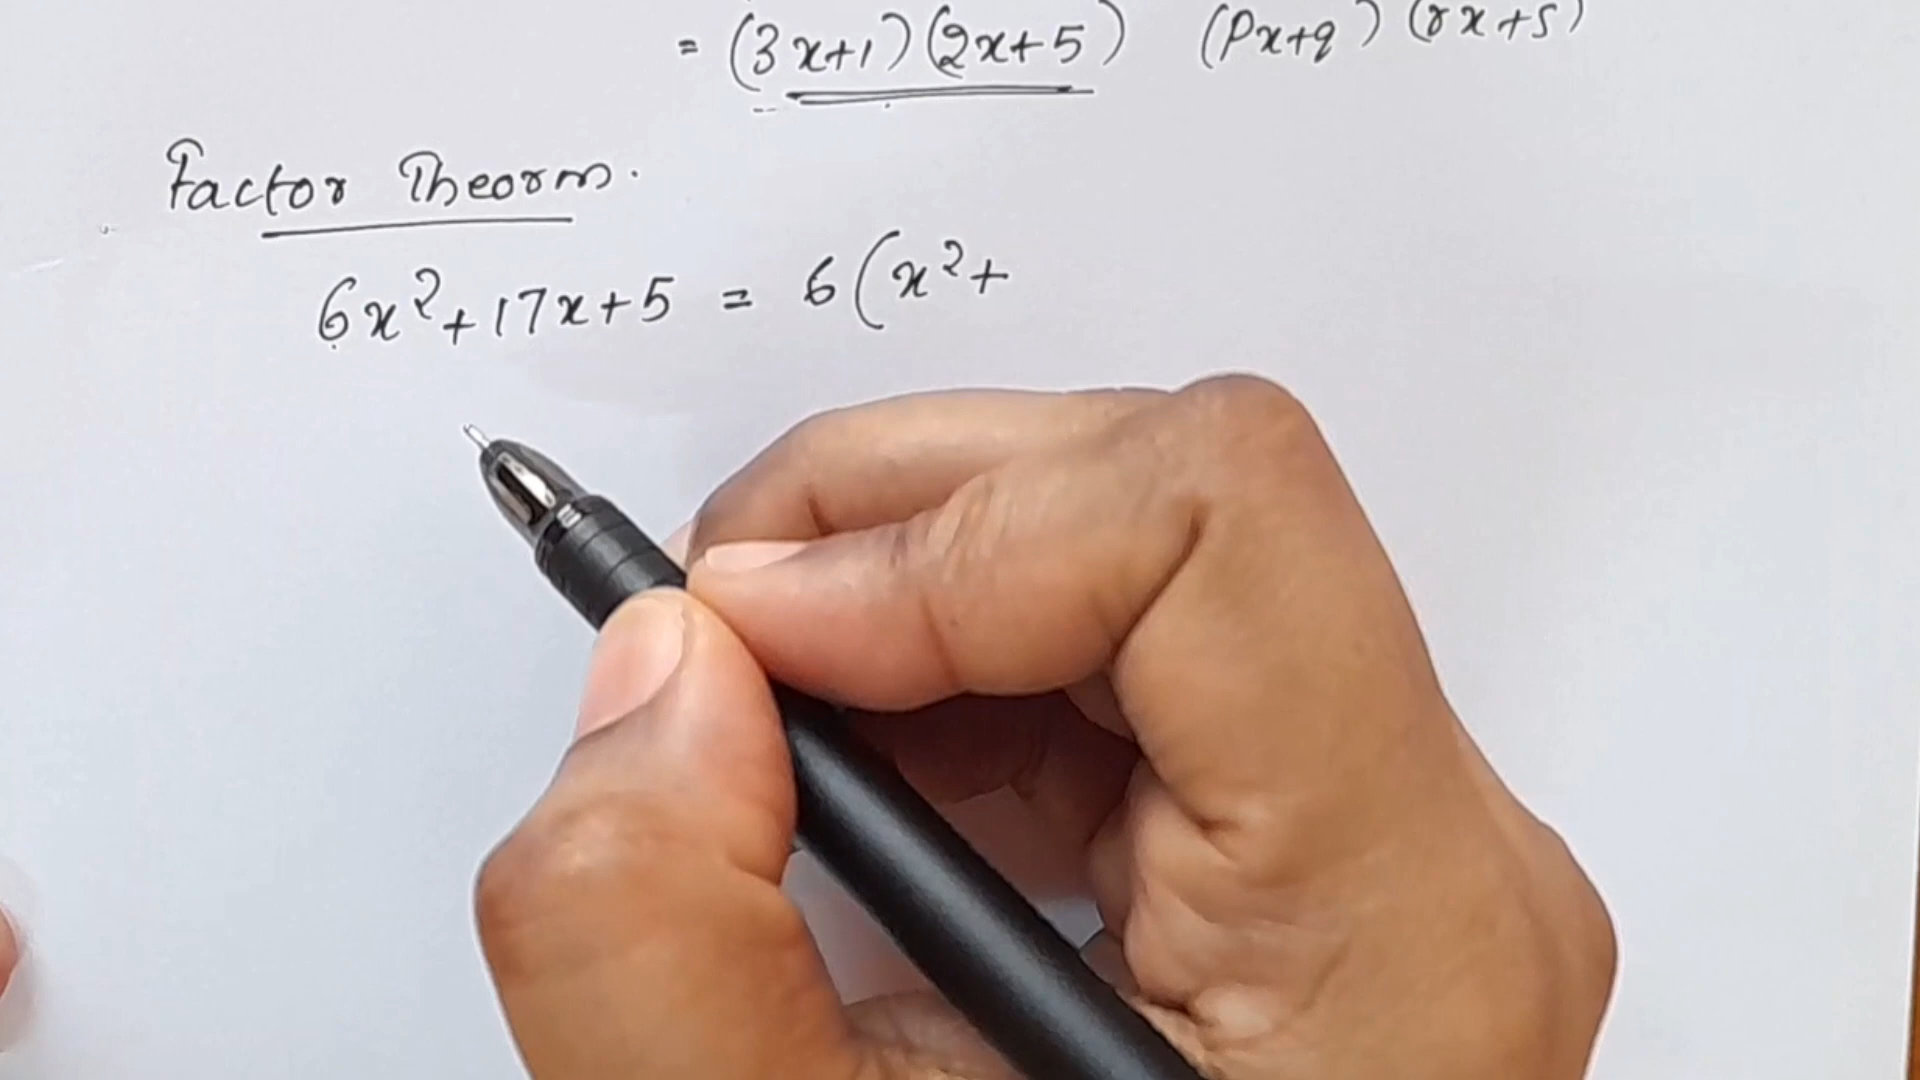 = (3x+1)(2x+5) (px+q)(rx+s)
Factor Theorm.
6x²+17x+5 = 6(x²+